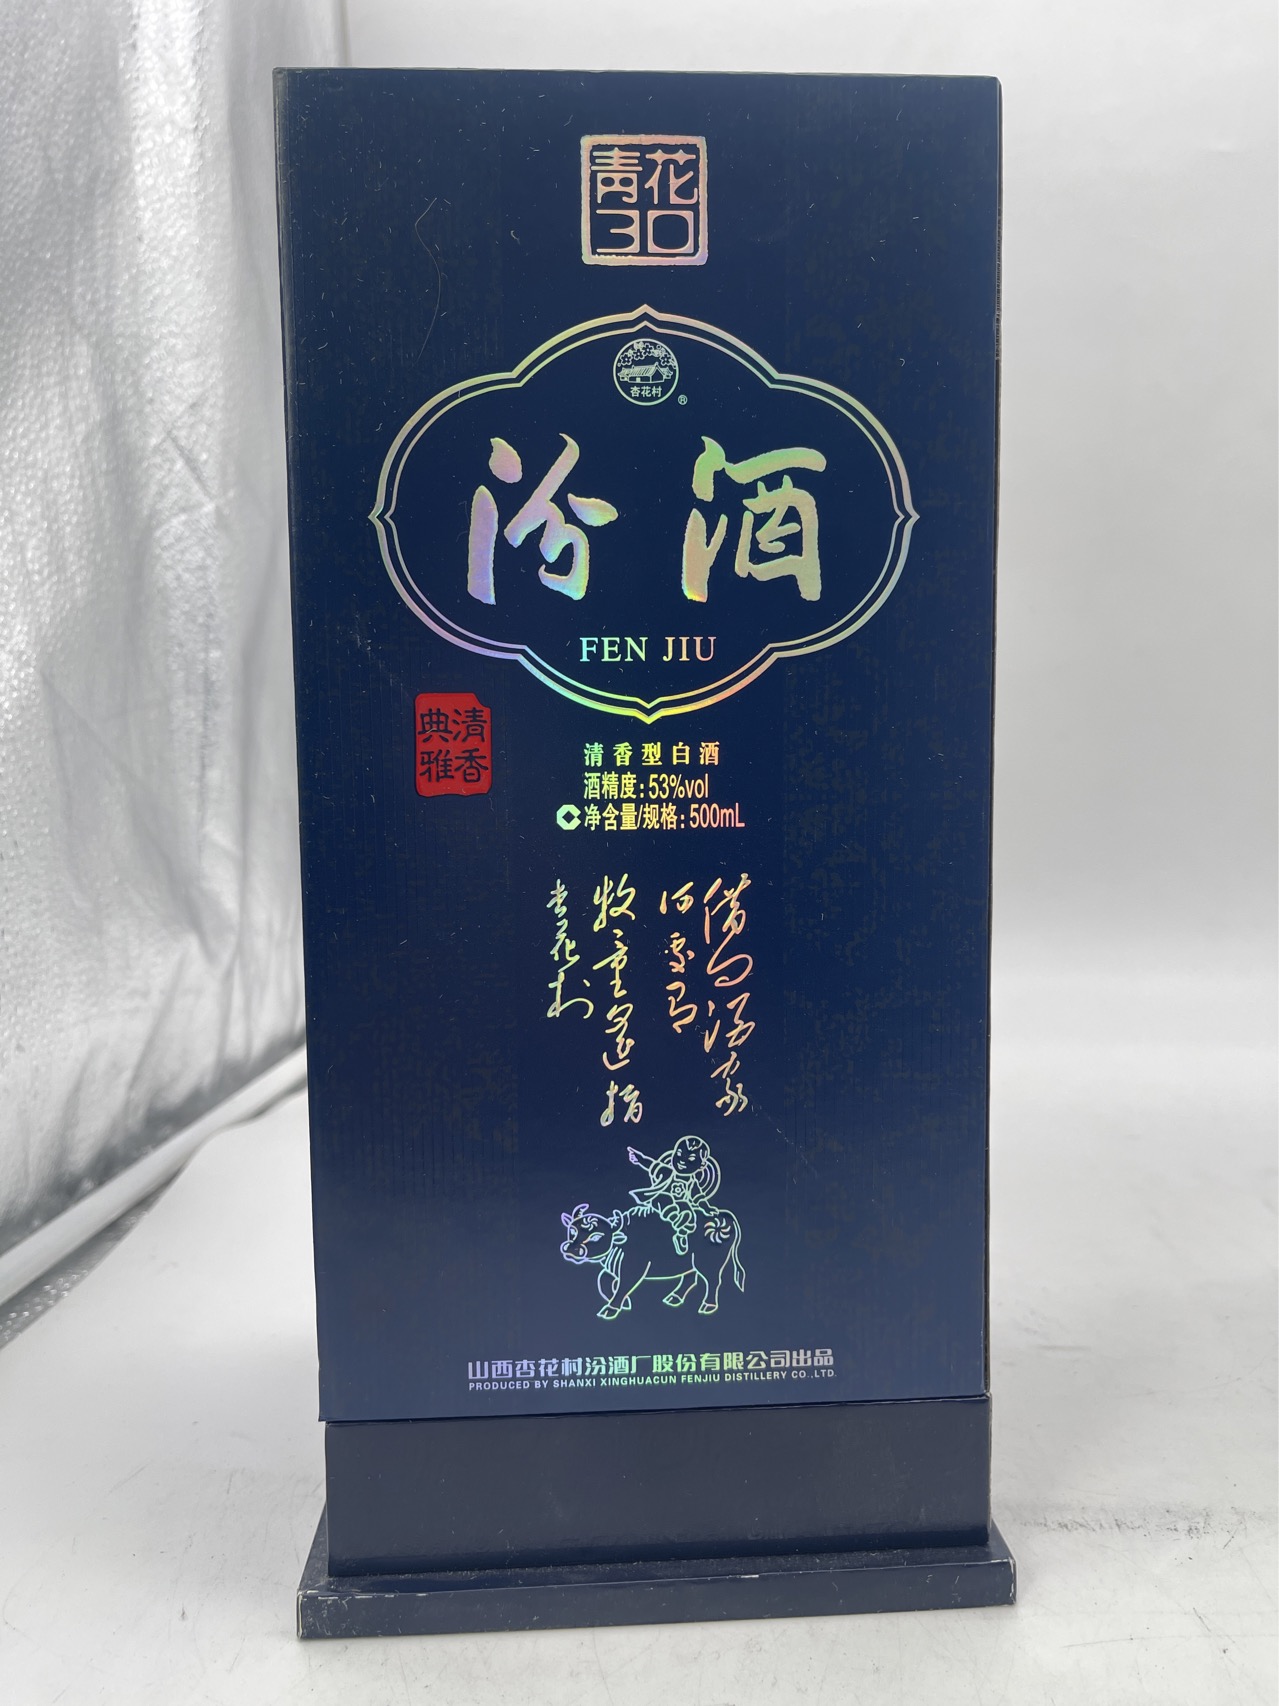 青花
30
杏花村
®
汾酒
FEN JIU
清香
典雅
清香型白酒
酒精度:53%vol
净含量/规格:500mL
借问酒家
何处有
牧童遥指
杏花村
山西杏花村汾酒厂股份有限公司出品
PRODUCED BY SHANXI XINGHUACUN FENJIU DISTILLERY CO.,LTD.